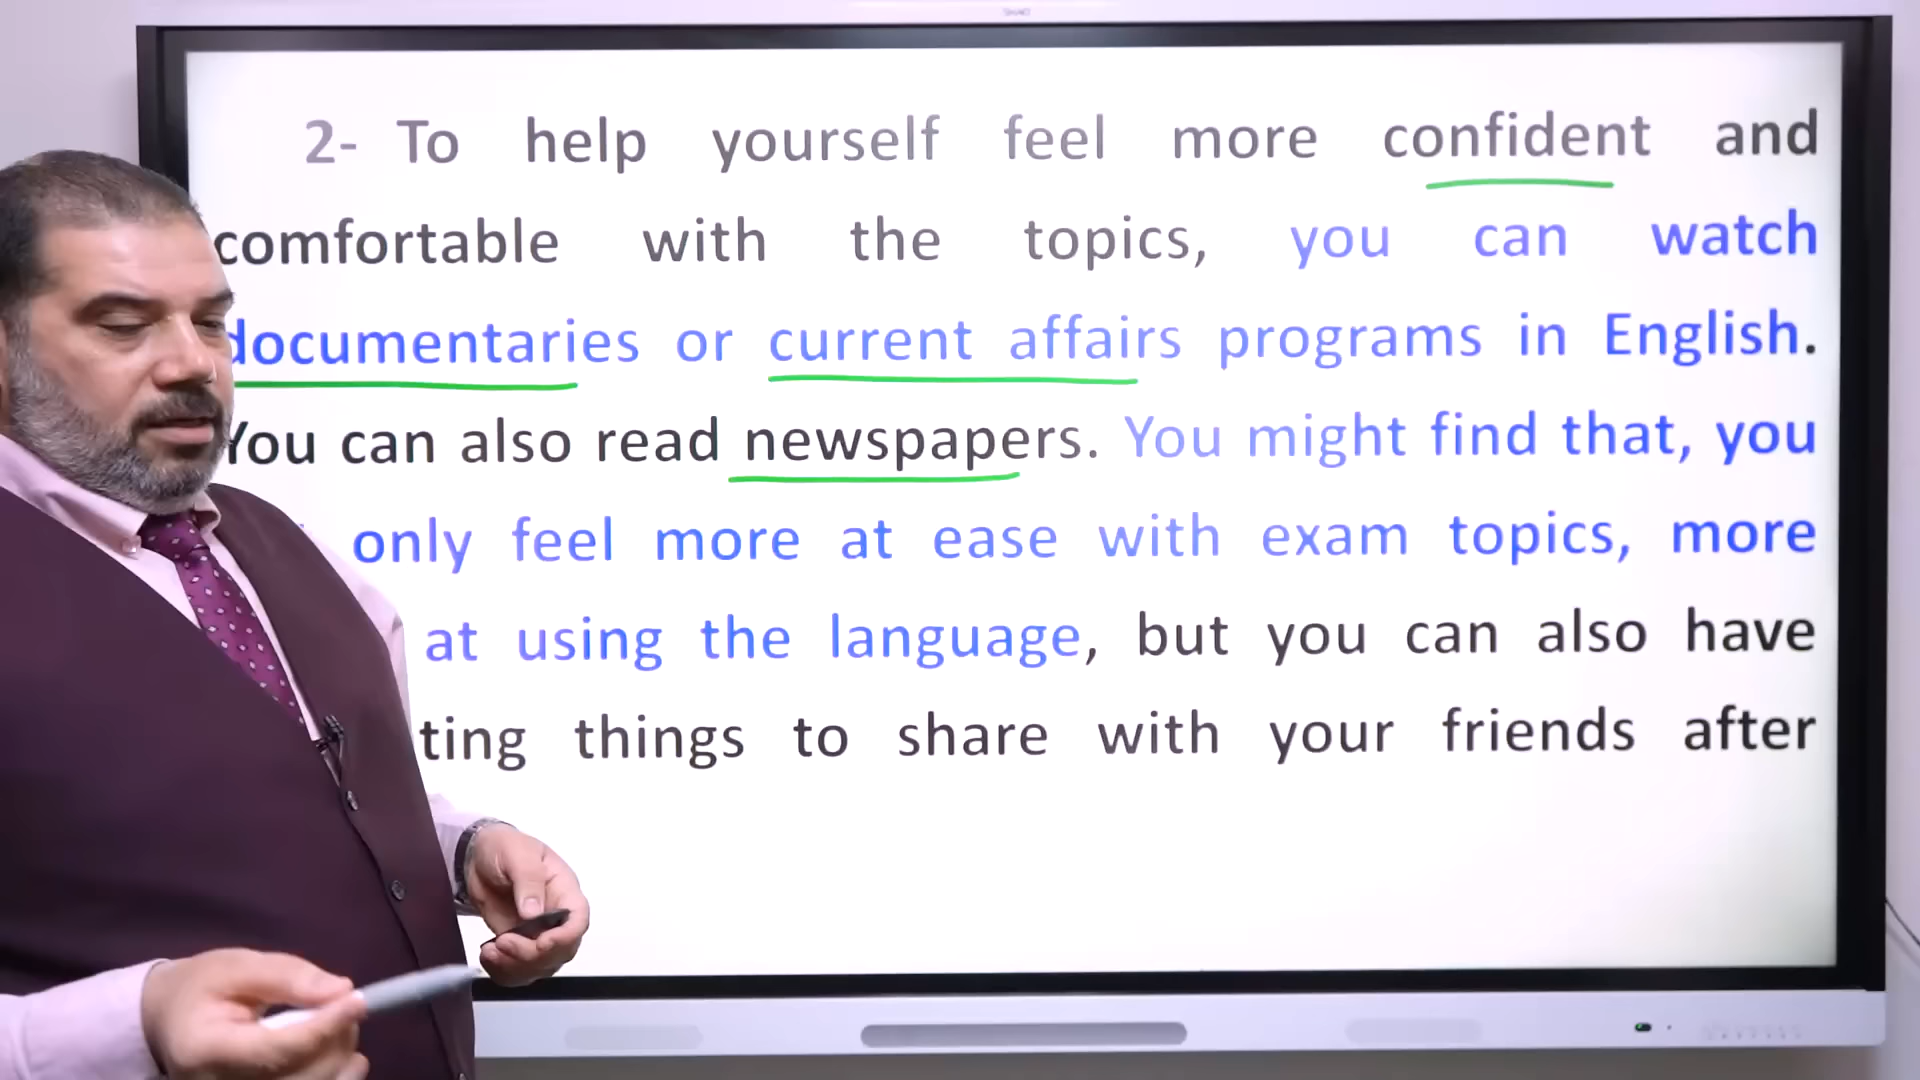 2- To help yourself feel more confident and
comfortable with the topics, you can watch
documentaries or current affairs programs in English.
You can also read newspapers. You might find that, you
only feel more at ease with exam topics, more
at using the language, but you can also have
ting things to share with your friends after